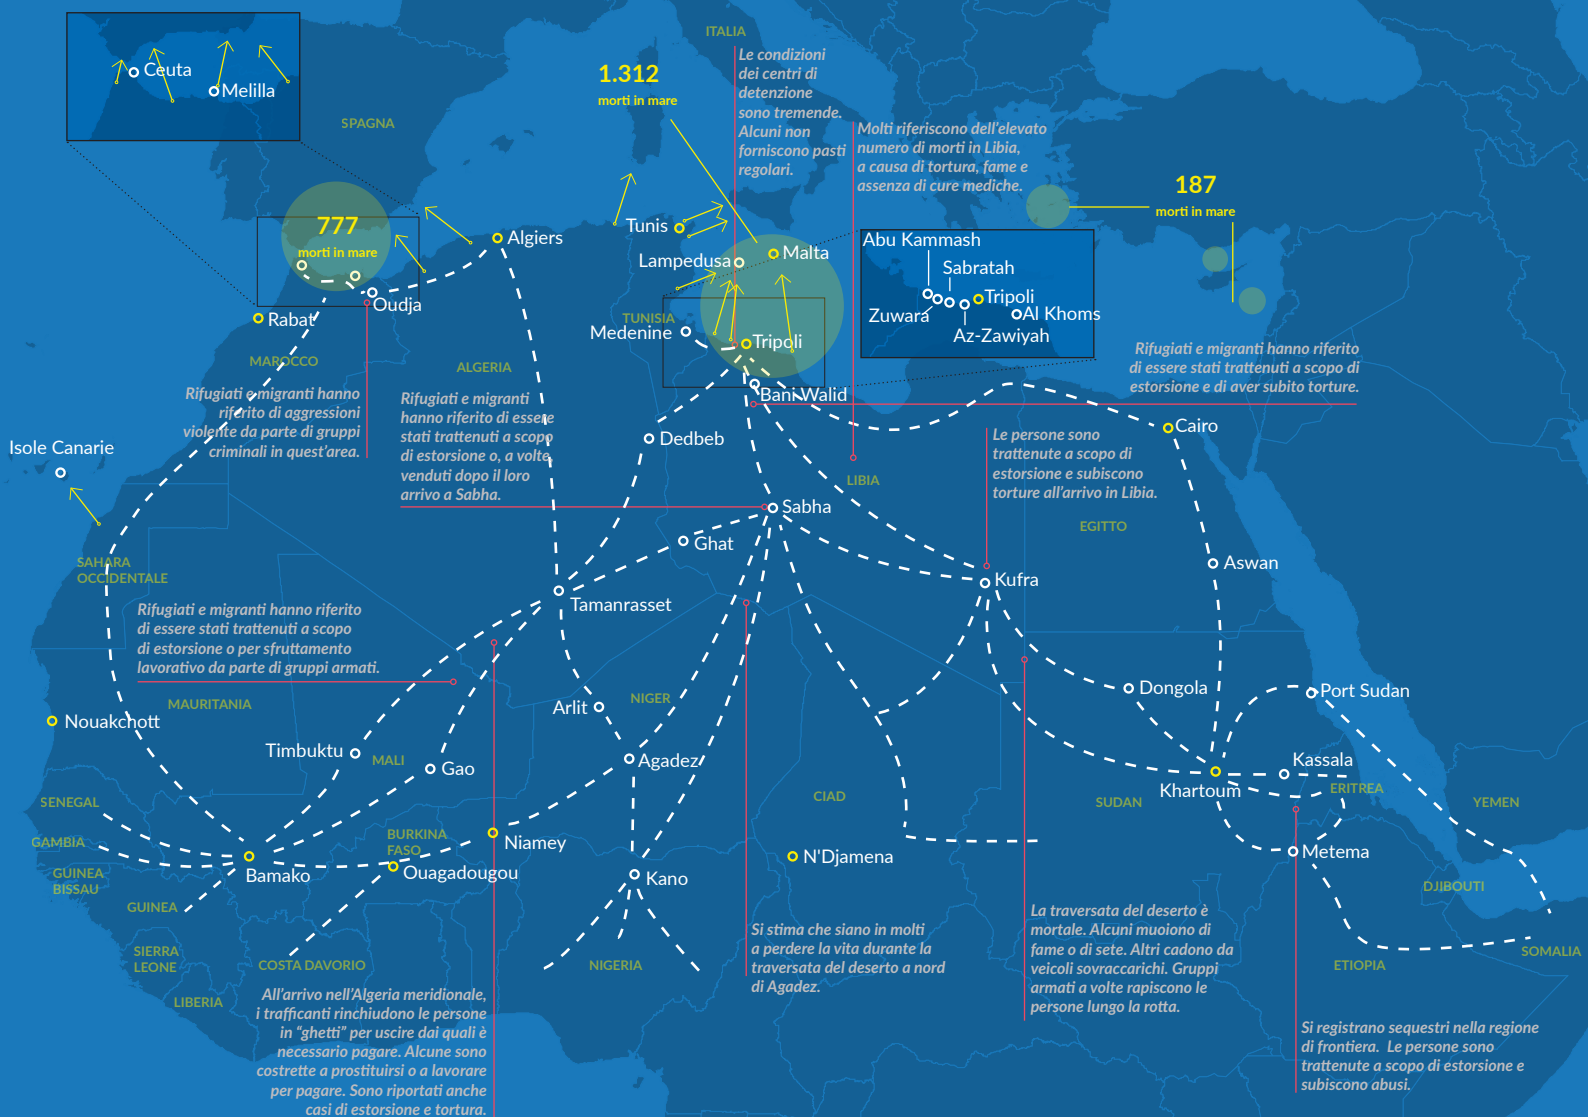 ITALIA
Le condizioni
dei centri di
detenzione
sono tremende.
Alcuni non
forniscono pasti
regolari.
1.312
morti in mare
Ceuta
Melilla
SPAGNA
Molti riferiscono dell'elevato
numero di morti in Libia,
a causa di tortura, fame e
assenza di cure mediche.
187
morti in mare
777
morti in mare
Algiers
Tunis
Malta
Lampedusa
Abu Kammash
Sabratah
Tripoli
Zuwara
Al Khoms
Az-Zawiyah
Oudja
Rabat
TUNISIA
Medenine
Tripoli
MAROCCO
ALGERIA
Rifugiati e migranti hanno riferito
di essere stati trattenuti a scopo di
estorsione e di aver subito torture.
Rifugiati e migranti hanno
riferito di aggressioni
violente da parte di gruppi
criminali in quest'area.
Rifugiati e migranti
hanno riferito di essere
stati trattenuti a scopo
di estorsione o, a volte,
venduti dopo il loro
arrivo a Sabha.
Bani Walid
Isole Canarie
Dedbeb
Cairo
Le persone sono
trattenute a scopo di
estorsione e subiscono
torture all'arrivo in Libia.
LIBIA
Sabha
EGITTO
Ghat
SAHARA
OCCIDENTALE
Aswan
Kufra
Tamanrasset
Rifugiati e migranti hanno riferito
di essere stati trattenuti a scopo
di estorsione o per sfruttamento
lavorativo da parte di gruppi armati.
MAURITANIA
Nouakchott
Arlit
NIGER
Dongola
Port Sudan
Timbuktu
MALI
Gao
Agadez
Kassala
Khartoum
ERITREA
SENEGAL
CIAD
SUDAN
YEMEN
GAMBIA
BURKINA
FASO
Niamey
Metema
GUINEA
BISSAU
Bamako
Ouagadougou
N'Djamena
Kano
DJIBOUTI
GUINEA
SIERRA
LEONE
COSTA DAVORIO
NIGERIA
Si stima che siano in molti
a perdere la vita durante la
traversata del deserto a nord
di Agadez.
La traversata del deserto è
mortale. Alcuni muoiono di
fame o di sete. Altri cadono da
veicoli sovraccarichi. Gruppi
armati a volte rapiscono le
persone lungo la rotta.
SOMALIA
ETIOPIA
LIBERIA
All'arrivo nell'Algeria meridionale,
i trafficanti rinchiudono le persone
in “ghetti” per uscire dai quali è
necessario pagare. Alcune sono
costrette a prostituirsi o a lavorare
per pagare. Sono riportati anche
casi di estorsione e tortura.
Si registrano sequestri nella regione
di frontiera. Le persone sono
trattenute a scopo di estorsione e
subiscono abusi.